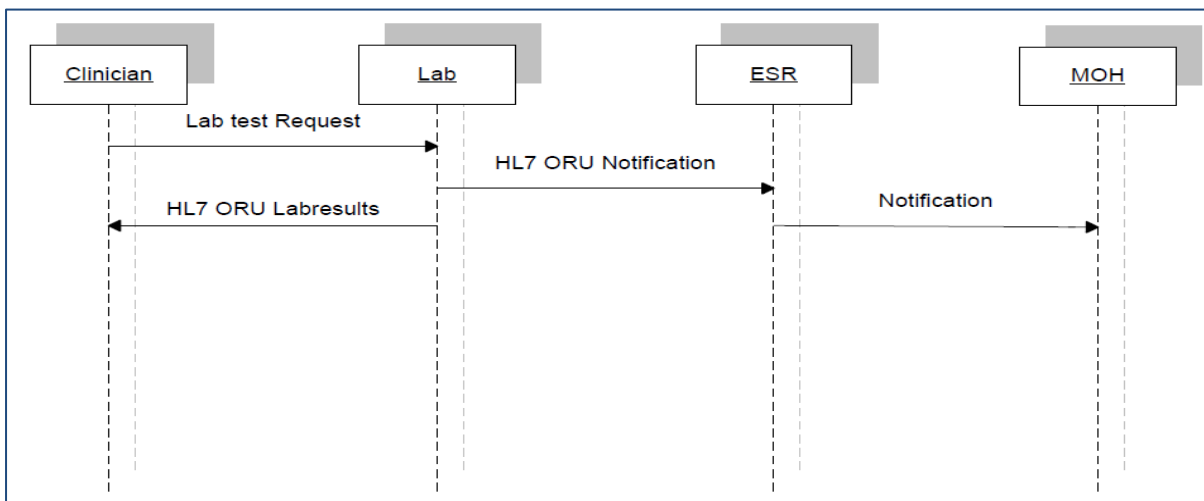 Clinician
Lab
ESR
MOH
Lab test Request
HL7 ORU Notification
HL7 ORU Labresults
Notification